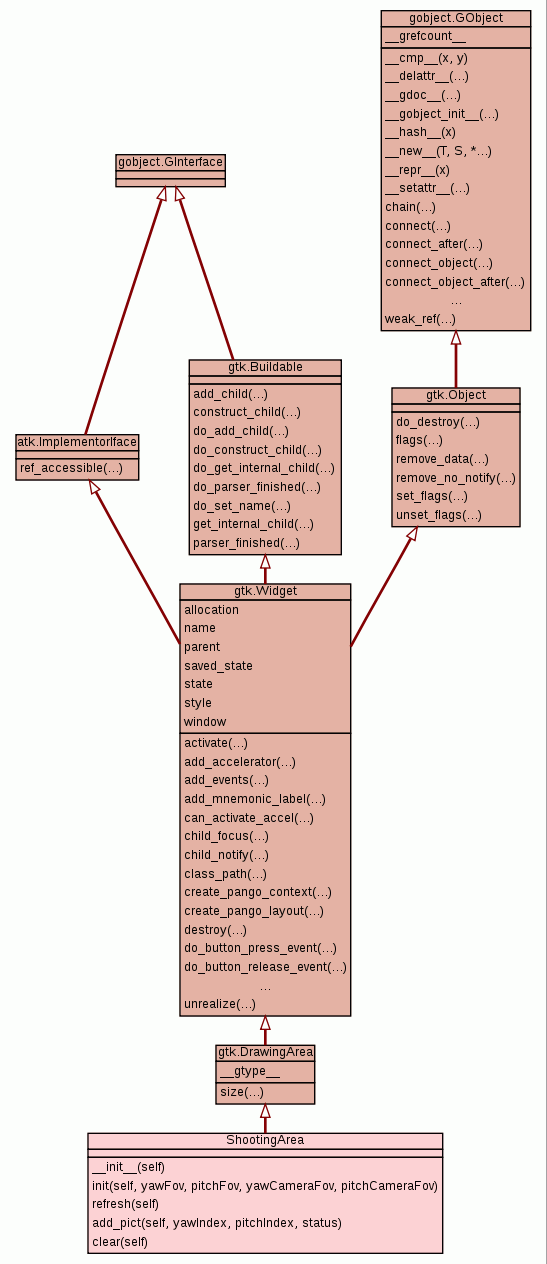 gobject.GObject
__grefcount__
__cmp__(x, y)
__delattr__(...)
__gdoc__(...)
__gobject_init__(...)
__hash__(x)
__new__(T, S, *...)
__repr__(x)
__setattr__(...)
chain(...)
connect(...)
connect_after(...)
connect_object(...)
connect_object_after(...)
...
weak_ref(...)
gobject.GInterface
gtk.Buildable
add_child(...)
construct_child(...)
do_add_child(...)
do_construct_child(...)
do_get_internal_child(...)
do_parser_finished(...)
do_set_name(...)
get_internal_child(...)
parser_finished(...)
gtk.Object
do_destroy(...)
flags(...)
remove_data(...)
remove_no_notify(...)
set_flags(...)
unset_flags(...)
atk.ImplementorIface
ref_accessible(...)
gtk.Widget
allocation
name
parent
saved_state
state
style
window
activate(...)
add_accelerator(...)
add_events(...)
add_mnemonic_label(...)
can_activate_accel(...)
child_focus(...)
child_notify(...)
class_path(...)
create_pango_context(...)
create_pango_layout(...)
destroy(...)
do_button_press_event(...)
do_button_release_event(...)
...
unrealize(...)
gtk.DrawingArea
__gtype__
size(...)
ShootingArea
__init__(self)
init(self, yawFov, pitchFov, yawCameraFov, pitchCameraFov)
refresh(self)
add_pict(self, yawIndex, pitchIndex, status)
clear(self)